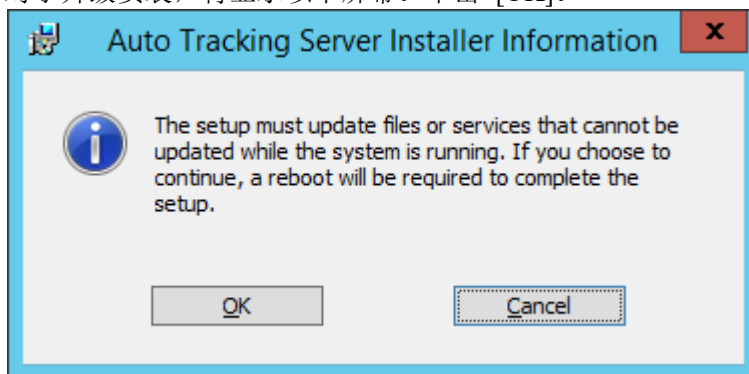 Auto Tracking Server Installer Information
x
The setup must update files or services that cannot be
updated while the system is running. If you choose to
continue, a reboot will be required to complete the
setup.
OK
Cancel